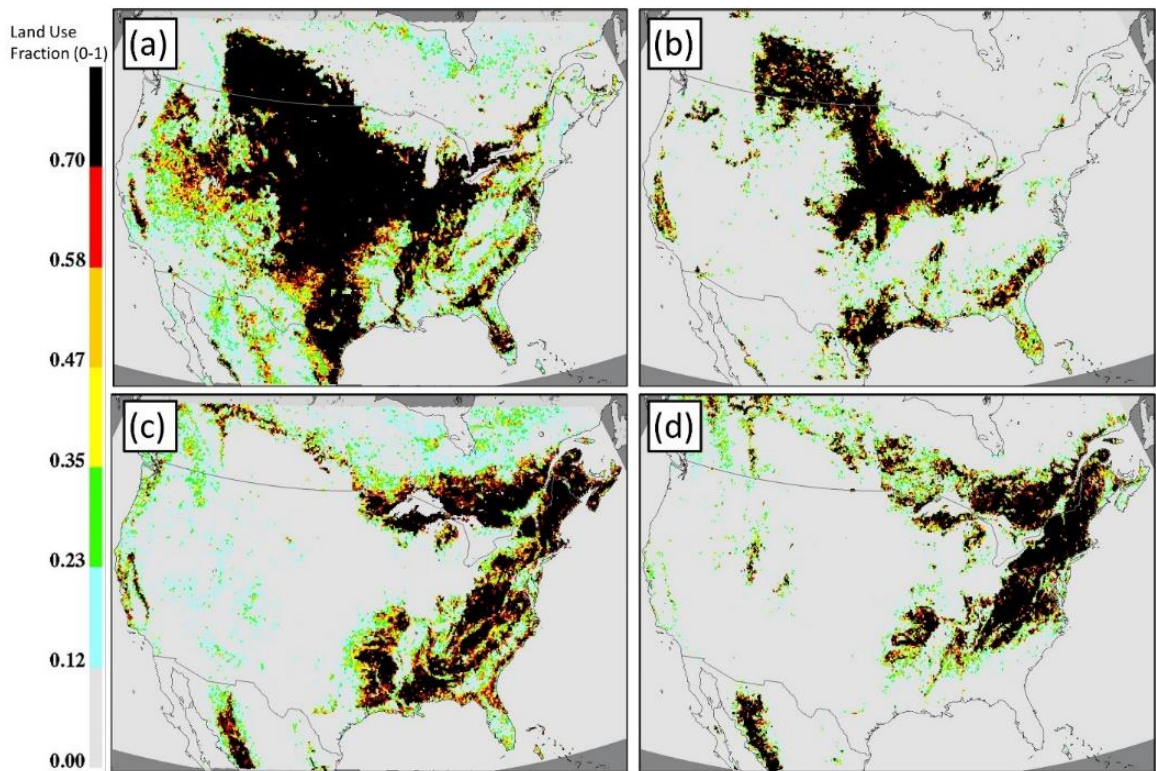 Land Use
Fraction (0-1)
0.70
0.58
0.47
0.35
0.23
0.12
0.00
(a)
(b)
(c)
(d)